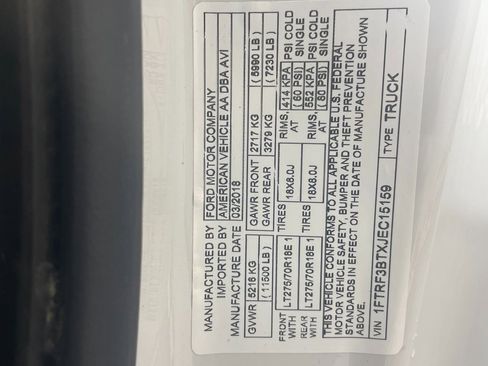 MANUFACTURED BY FORD MOTOR COMPANY
IMPORTED BY AMERICAN VEHICLE AA DBA AVI
MANUFACTURE DATE 03/2018
GVWR 5216 KG GAWR FRONT 2717 KG ( 5990 LB )
( 11500 LB ) GAWR REAR 3279 KG ( 7230 LB )
FRONT WITH LT275/70R18E 1 TIRES 18X8.0J RIMS, AT 414 KPA ( 60 PSI ) PSI COLD SINGLE
REAR WITH LT275/70R18E 1 TIRES 18X8.0J RIMS, AT 552 KPA ( 80 PSI ) PSI COLD SINGLE
THIS VEHICLE CONFORMS TO ALL APPLICABLE U.S. FEDERAL
MOTOR VEHICLE SAFETY, BUMPER AND THEFT PREVENTION
STANDARDS IN EFFECT ON THE DATE OF MANUFACTURE SHOWN
ABOVE.
VIN 1FTRF3BTXJEC15159 TYPE TRUCK